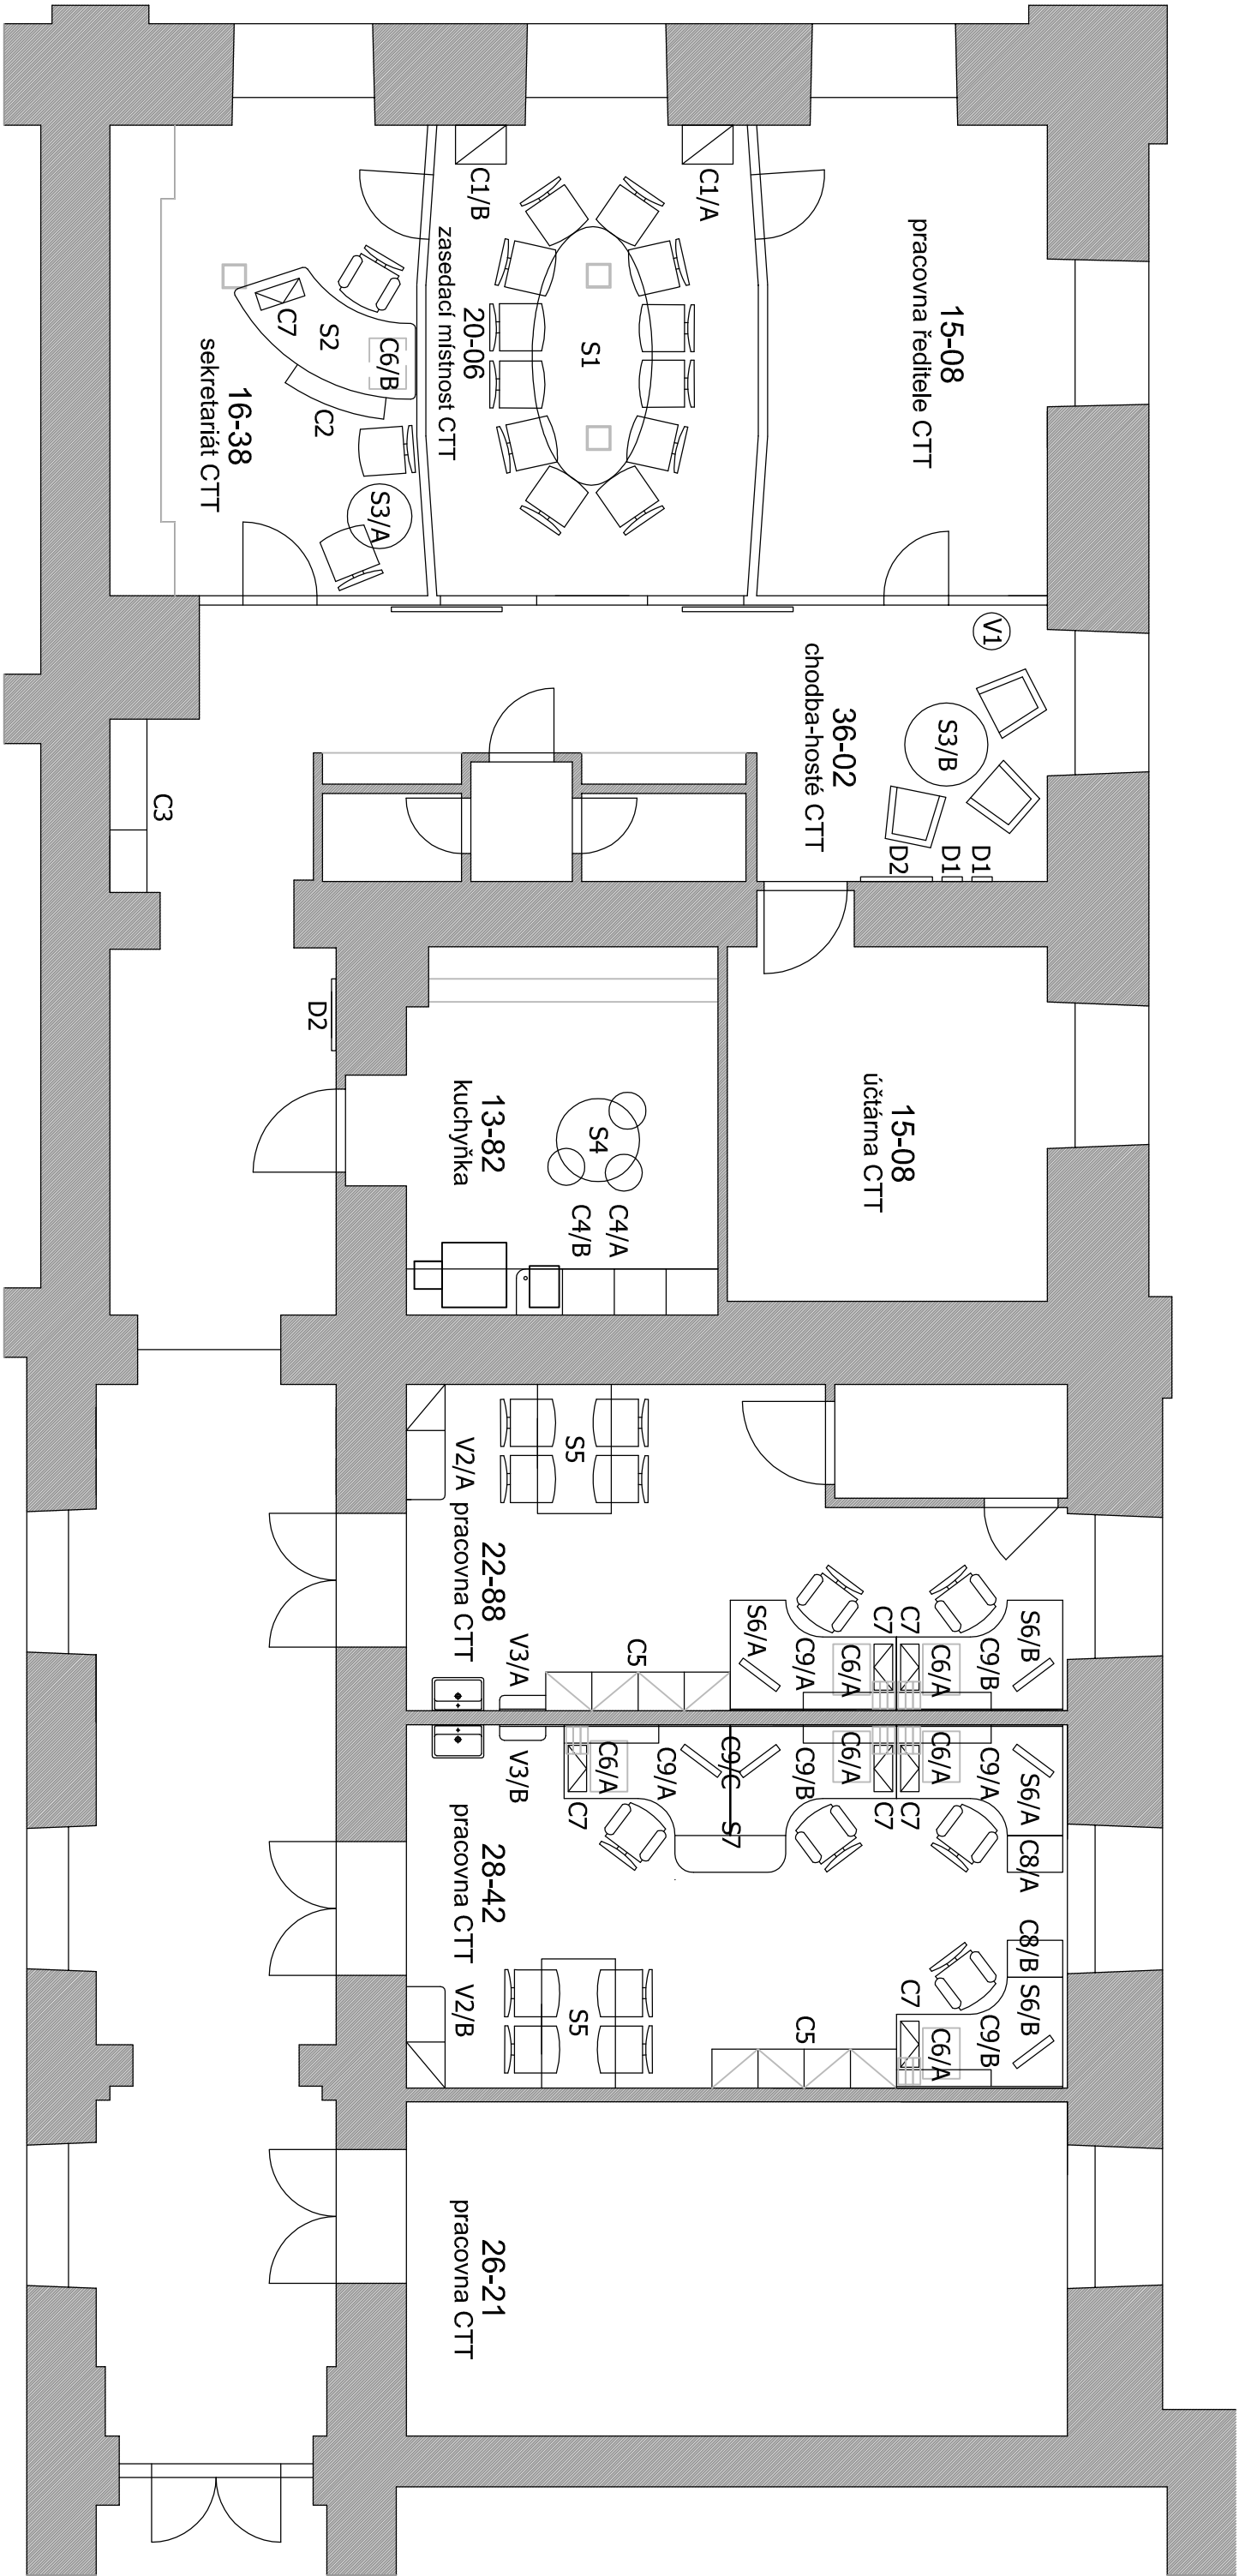 15-08
pracovna ředitele CTT
C1/A
C1/B
S1
20-06
zasedací místnost CTT
C6/B
S2
C7
C2
S3/A
16-38
sekretariát CTT
V1
S3/B
36-02
chodba-hosté CTT
D1
D1
D2
C3
D2
15-08
účtárna CTT
S4
C4/A
C4/B
13-82
kuchyňka
S5
V2/A
22-88
pracovna CTT
S6/B
C9/B
C6/A
C7
C7
C6/A
C9/A
S6/A
C5
V3/A
V3/B
S6/A
C8/A
C9/A
C6/A
C7
C7
C6/A
C9/B
C9/C
S7
C9/A
C6/A
C7
28-42
pracovna CTT
C8/B
S6/B
C9/B
C6/A
C7
C5
S5
V2/B
26-21
pracovna CTT